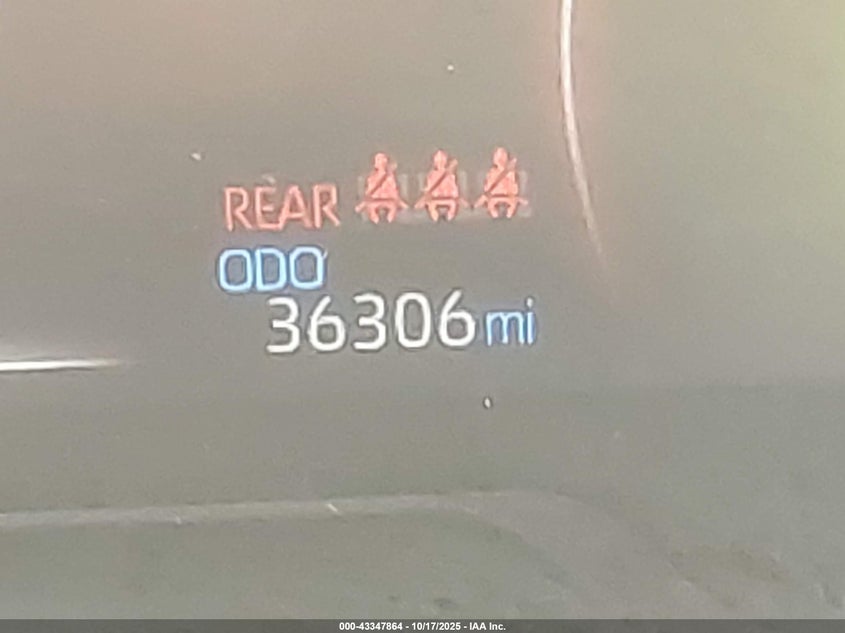 REAR
ODO
36306 mi
000-43347864 - 10/17/2025 - IAA Inc.